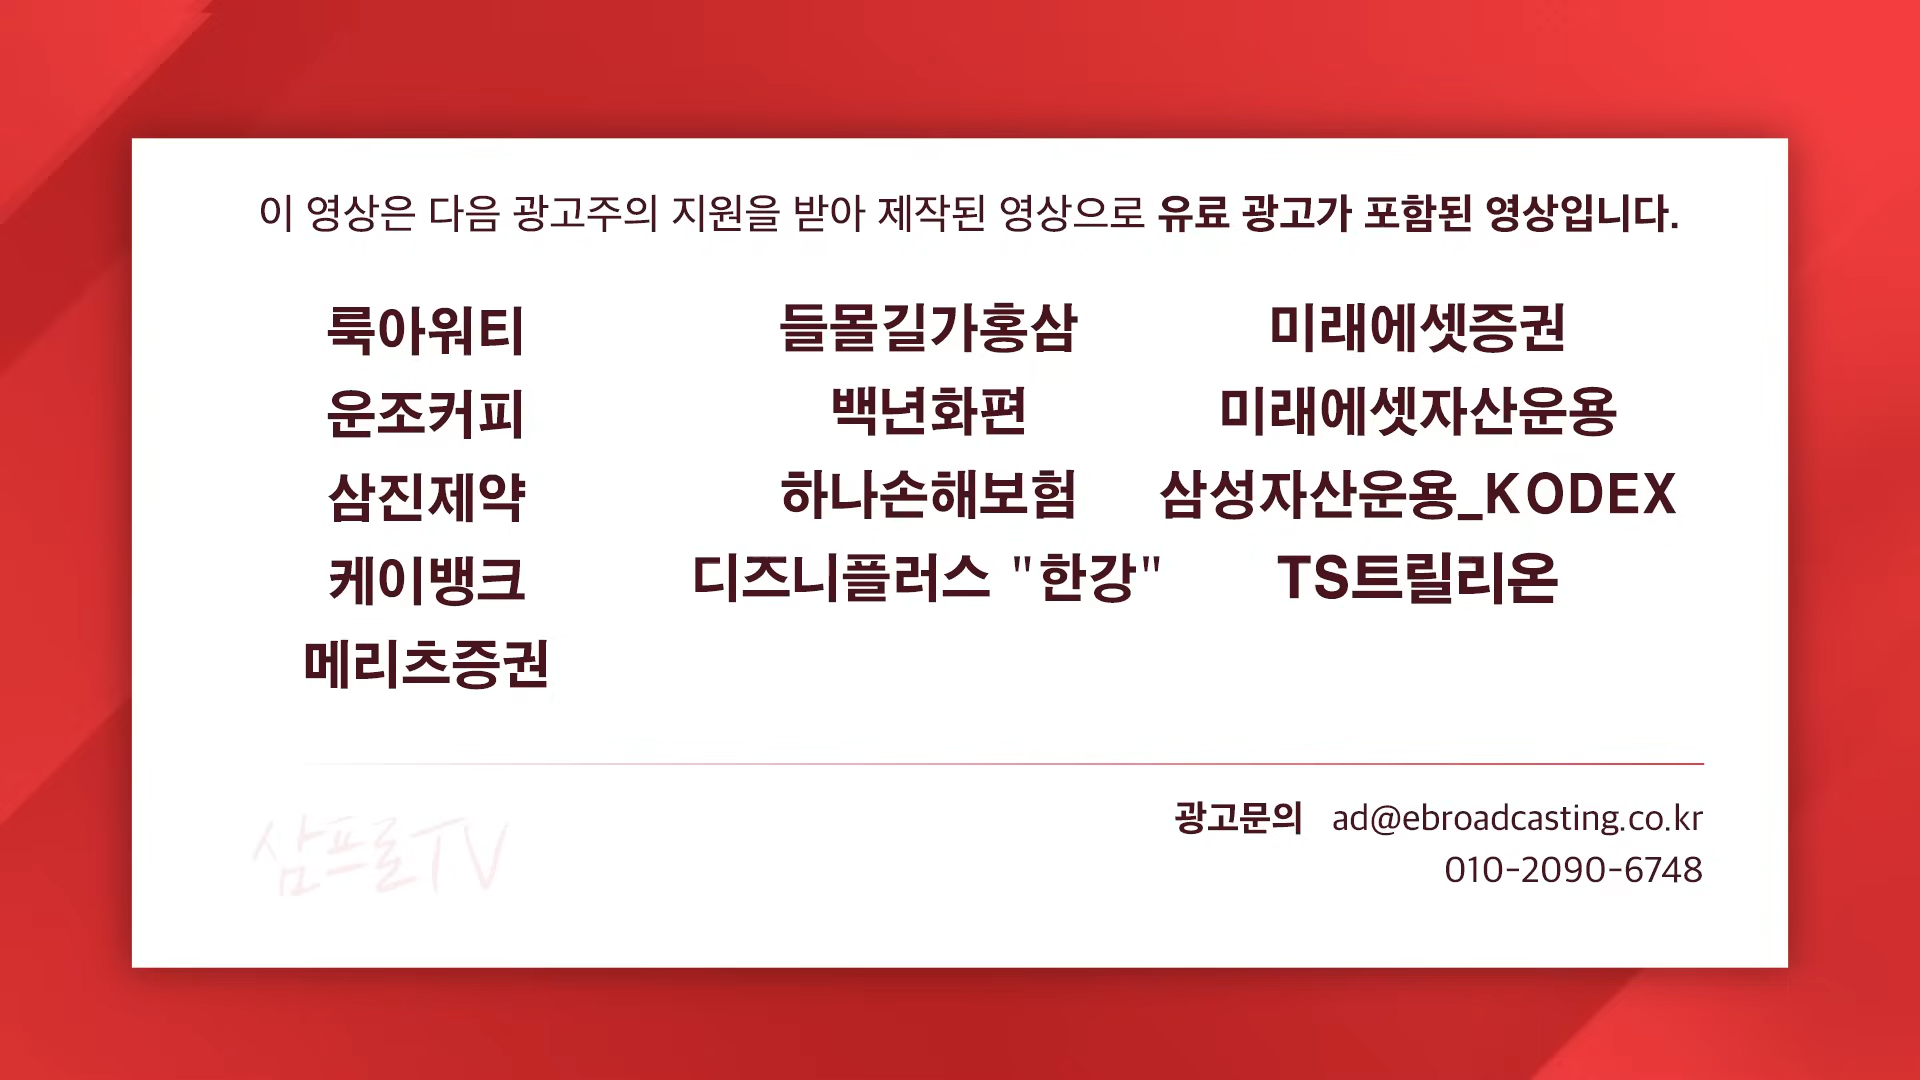 이 영상은 다음 광고주의 지원을 받아 제작된 영상으로 유료 광고가 포함된 영상입니다.
룩아워티
운조커피
삼진제약
케이뱅크
메리츠증권
들몰길가홍삼
백년화편
하나손해보험
디즈니플러스 "한강"
미래에셋증권
미래에셋자산운용
삼성자산운용_KODEX
TS트릴리온
삼프로TV
광고문의 ad@ebroadcasting.co.kr
010-2090-6748